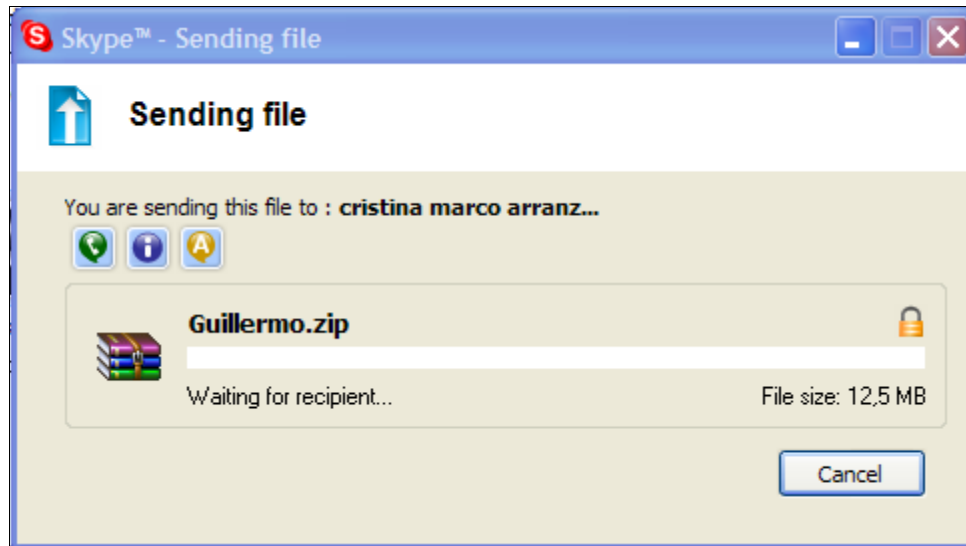 Skype™ - Sending file
Sending file
You are sending this file to : cristina marco arranz...
Guillermo.zip
Waiting for recipient...
File size: 12,5 MB
Cancel